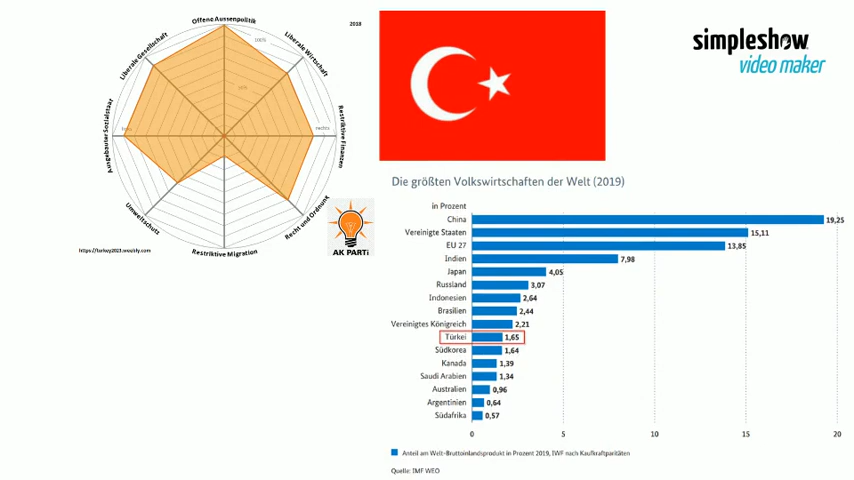 Offene Aussenpolitik
2018
Liberale Gesellschaft
Liberale Wirtschaft
100%
50%
Ausgebauter Sozialstaat
links
rechts
Restriktive Finanzen
Umweltschutz
Recht und Ordnung
Restriktive Migration
https://turkey2023.weebly.com
AK PARTi
simpleshow
video maker
Die größten Volkswirtschaften der Welt (2019)
in Prozent
China 19,25
Vereinigte Staaten 15,11
EU 27 13,85
Indien 7,98
Japan 4,05
Russland 3,07
Indonesien 2,64
Brasilien 2,44
Vereinigtes Königreich 2,21
Türkei 1,65
Südkorea 1,64
Kanada 1,39
Saudi Arabien 1,34
Australien 0,96
Argentinien 0,64
Südafrika 0,57
0 5 10 15 20
Anteil am Welt-Bruttoinlandsprodukt in Prozent 2019, IWF nach Kaufkraftparitäten
Quelle: IMF WEO